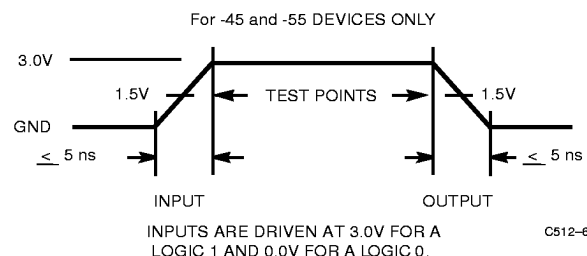 For -45 and -55 DEVICES ONLY
3.0V
1.5V
TEST POINTS
1.5V
GND
≤ 5 ns
≤ 5 ns
INPUT
OUTPUT
INPUTS ARE DRIVEN AT 3.0V FOR A
LOGIC 1 AND 0.0V FOR A LOGIC 0.
C512–6